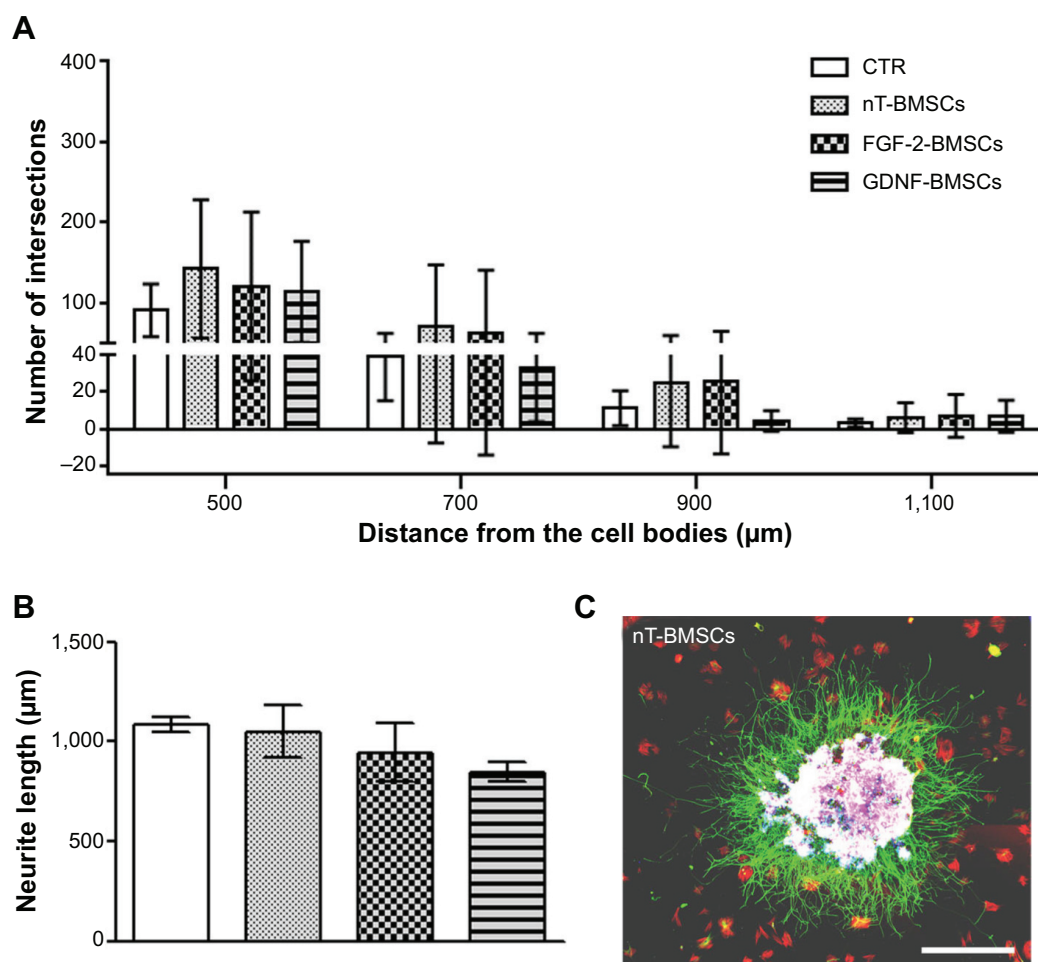 A
400
300
200
100
40
20
0
–20
Number of intersections
CTR
nT-BMSCs
FGF-2-BMSCs
GDNF-BMSCs
500
700
900
1,100
Distance from the cell bodies (µm)
B
1,500
1,000
500
0
Neurite length (µm)
C
nT-BMSCs